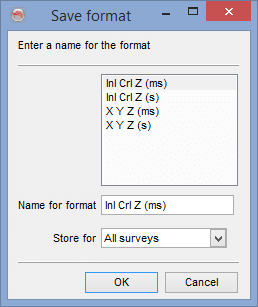 Save format
Enter a name for the format
Inl Crl Z (ms)
Inl Crl Z (s)
X Y Z (ms)
X Y Z (s)
Name for format Inl Crl Z (ms)
Store for All surveys
OK Cancel